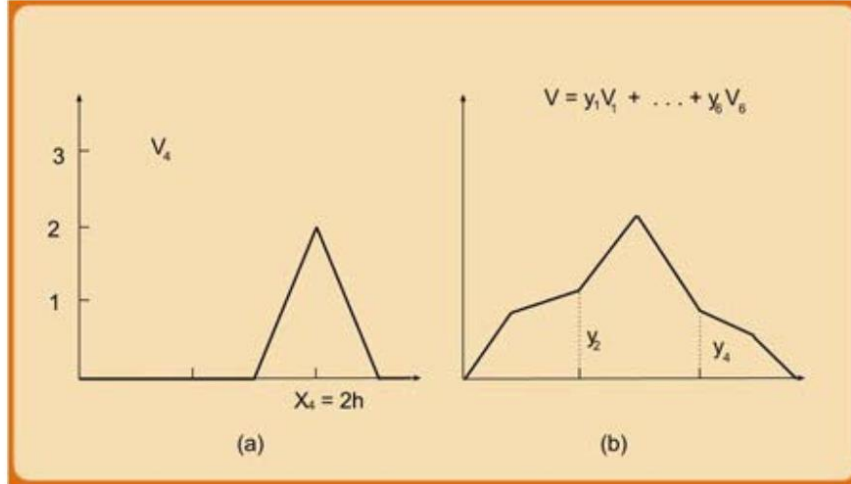 V = y₁V₁ + . . . + y₆V₆
3
V₄
2
1
y₂
y₄
X₄ = 2h
(a)
(b)